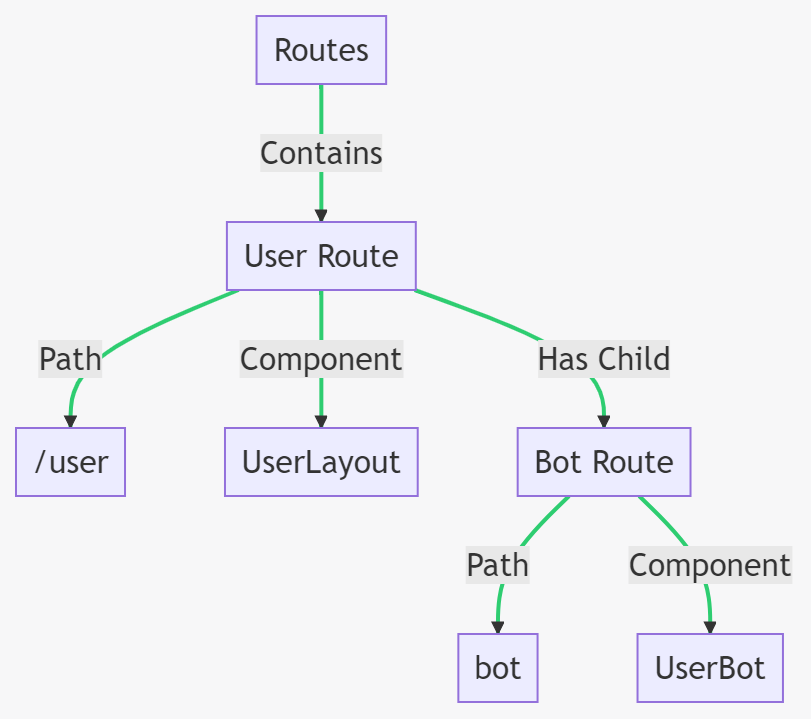 Routes
Contains
User Route
Path
Component
Has Child
/user
UserLayout
Bot Route
Path
Component
bot
UserBot